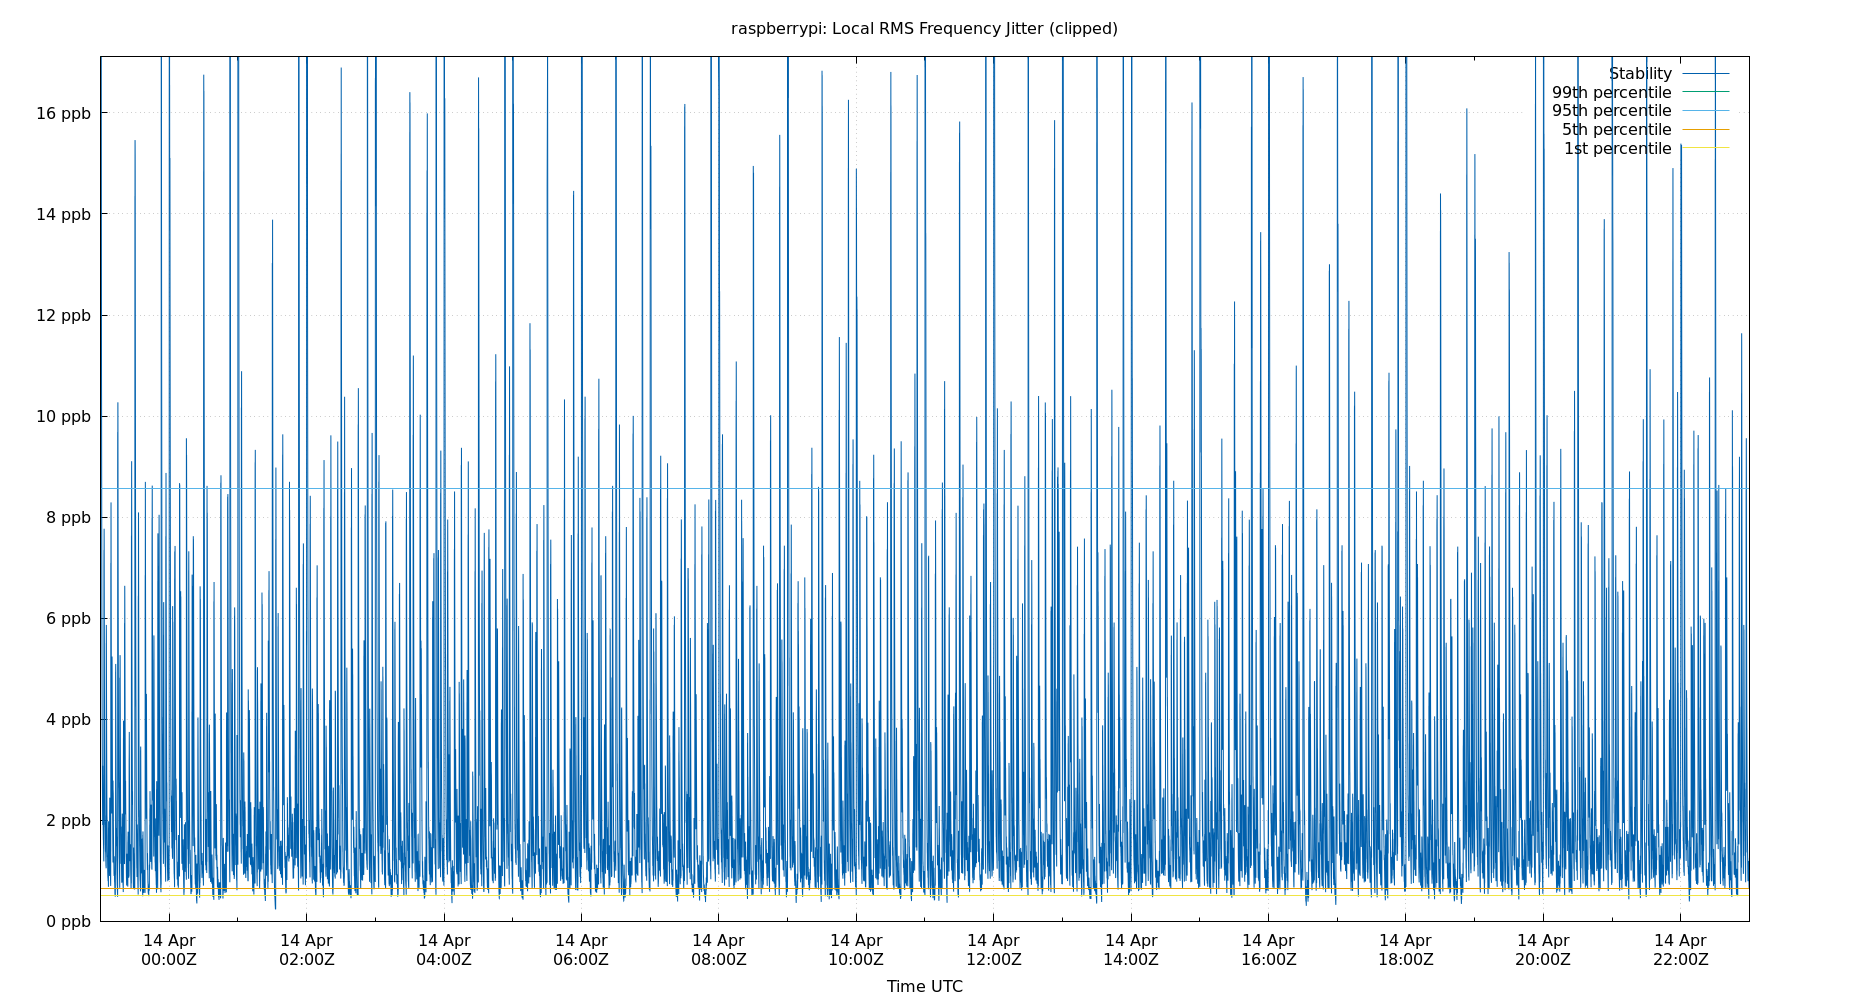 raspberrypi: Local RMS Frequency Jitter (clipped)
Stability
99th percentile
95th percentile
5th percentile
1st percentile
16 ppb
14 ppb
12 ppb
10 ppb
8 ppb
6 ppb
4 ppb
2 ppb
0 ppb
14 Apr 14 Apr 14 Apr 14 Apr 14 Apr 14 Apr 14 Apr 14 Apr 14 Apr 14 Apr 14 Apr 14 Apr
00:00Z 02:00Z 04:00Z 06:00Z 08:00Z 10:00Z 12:00Z 14:00Z 16:00Z 18:00Z 20:00Z 22:00Z
Time UTC